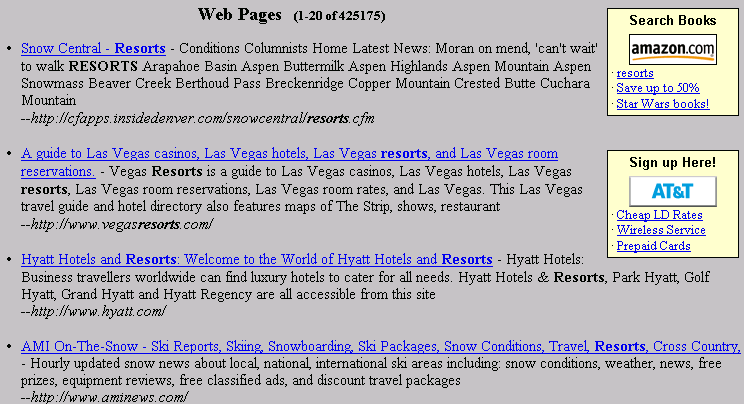 Web Pages (1-20 of 425175)
Snow Central - Resorts - Conditions Columnists Home Latest News: Moran on mend, 'can't wait'
to walk RESORTS Arapahoe Basin Aspen Buttermilk Aspen Highlands Aspen Mountain Aspen
Snowmass Beaver Creek Berthoud Pass Breckenridge Copper Mountain Crested Butte Cuchara
Mountain
--http://cfapps.insidedenver.com/snowcentral/resorts.cfm
A guide to Las Vegas casinos, Las Vegas hotels, Las Vegas resorts, and Las Vegas room
reservations. - Vegas Resorts is a guide to Las Vegas casinos, Las Vegas hotels, Las Vegas
resorts, Las Vegas room reservations, Las Vegas room rates, and Las Vegas. This Las Vegas
travel guide and hotel directory also features maps of The Strip, shows, restaurant
--http://www.vegasresorts.com/
Hyatt Hotels and Resorts: Welcome to the World of Hyatt Hotels and Resorts - Hyatt Hotels:
Business travellers worldwide can find luxury hotels to cater for all needs. Hyatt Hotels & Resorts, Park Hyatt, Golf
Hyatt, Grand Hyatt and Hyatt Regency are all accessible from this site
--http://www.hyatt.com/
AMI On-The-Snow - Ski Reports, Skiing, Snowboarding, Ski Packages, Snow Conditions, Travel, Resorts, Cross Country,
- Hourly updated snow news about local, national, international ski areas including: snow conditions, weather, news, free
prizes, equipment reviews, free classified ads, and discount travel packages
--http://www.aminews.com/
Search Books
amazon.com
· resorts
· Save up to 50%
· Star Wars books!
Sign up Here!
AT&T
· Cheap LD Rates
· Wireless Service
· Prepaid Cards